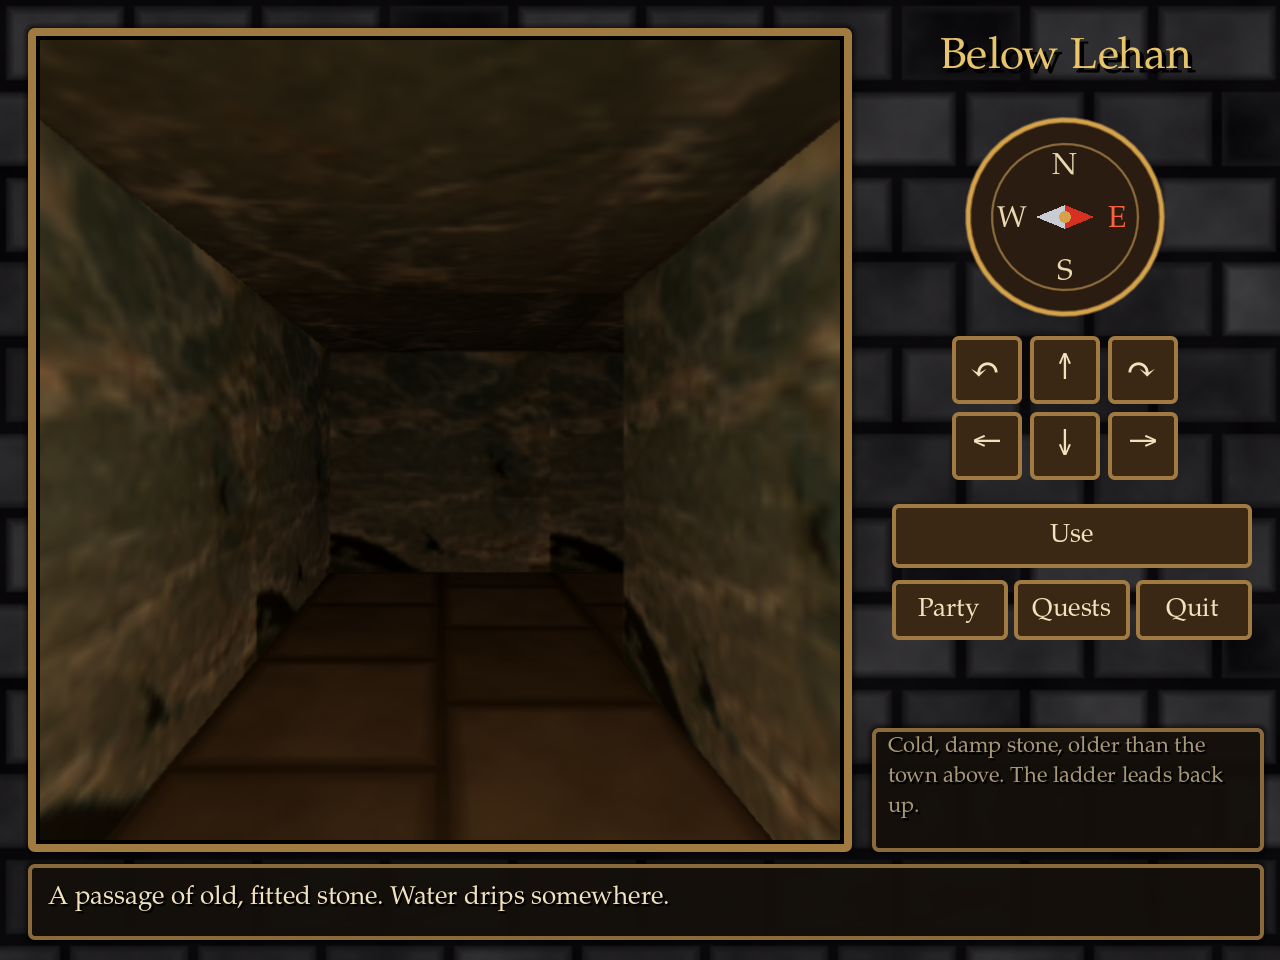 Below Lehan
N
W E
S
↶ ↑ ↷
← ↓ →
Use
Party Quests Quit
Cold, damp stone, older than the
town above. The ladder leads back
up.
A passage of old, fitted stone. Water drips somewhere.